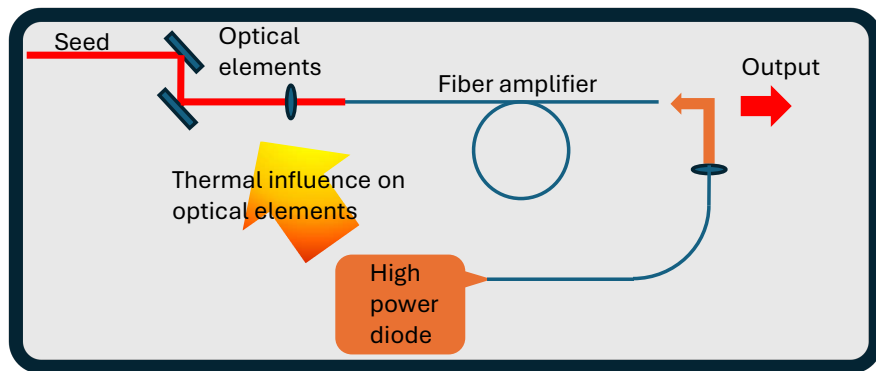 Seed
Optical
elements
Fiber amplifier
Output
Thermal influence on
optical elements
High
power
diode